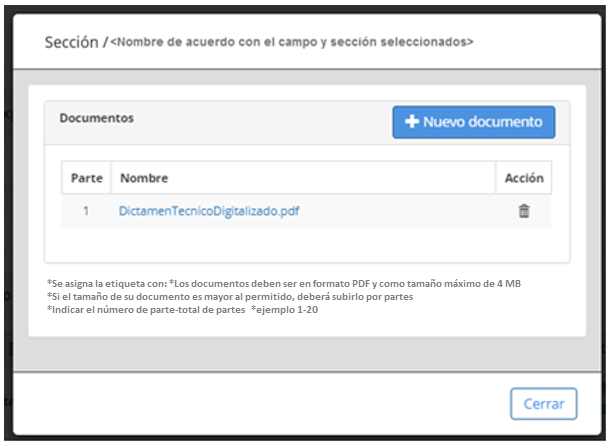 Sección /<Nombre de acuerdo con el campo y sección seleccionados>
Documentos
Nuevo documento
Parte Nombre Acción
1 DictamenTecnicoDigitalizado.pdf
*Se asigna la etiqueta con: *Los documentos deben ser en formato PDF y como tamaño máximo de 4 MB
*Si el tamaño de su documento es mayor al permitido, deberá subirlo por partes
*Indicar el número de parte-total de partes *ejemplo 1-20
Cerrar